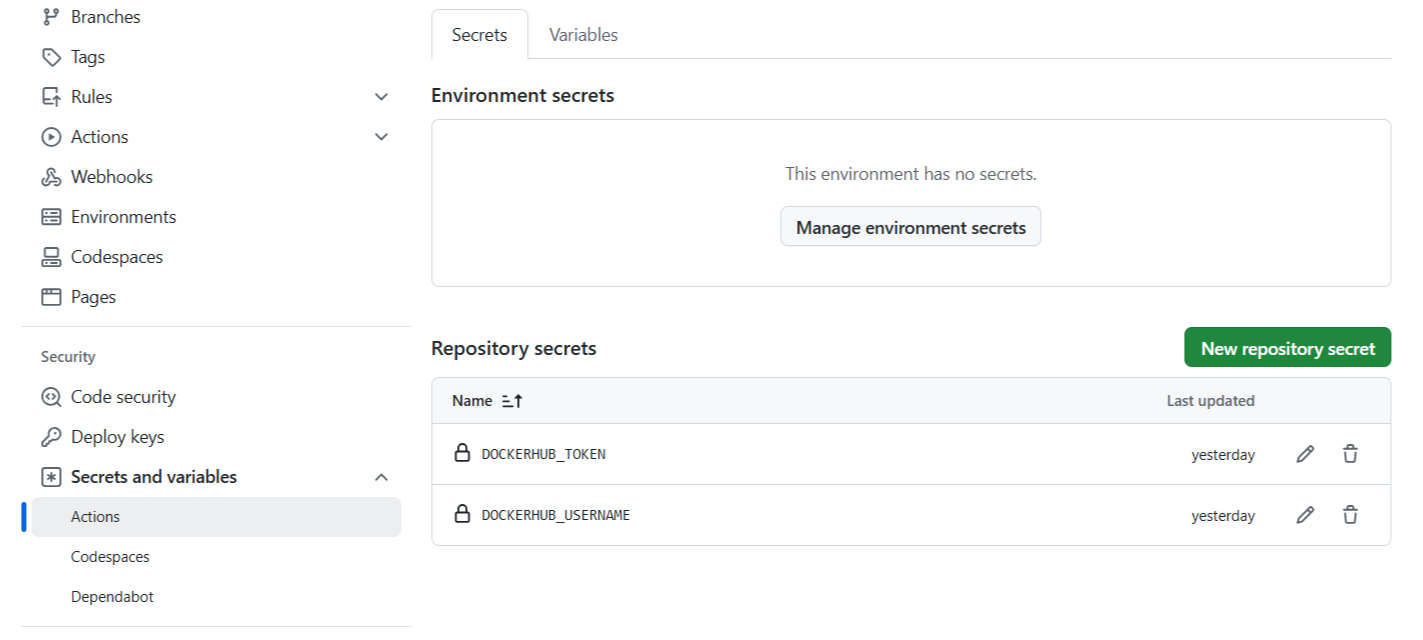 Branches
Tags
Rules
Actions
Webhooks
Environments
Codespaces
Pages
Security
Code security
Deploy keys
Secrets and variables
Actions
Codespaces
Dependabot
Secrets Variables
Environment secrets
This environment has no secrets.
Manage environment secrets
Repository secrets New repository secret
Name Last updated
DOCKERHUB_TOKEN yesterday
DOCKERHUB_USERNAME yesterday